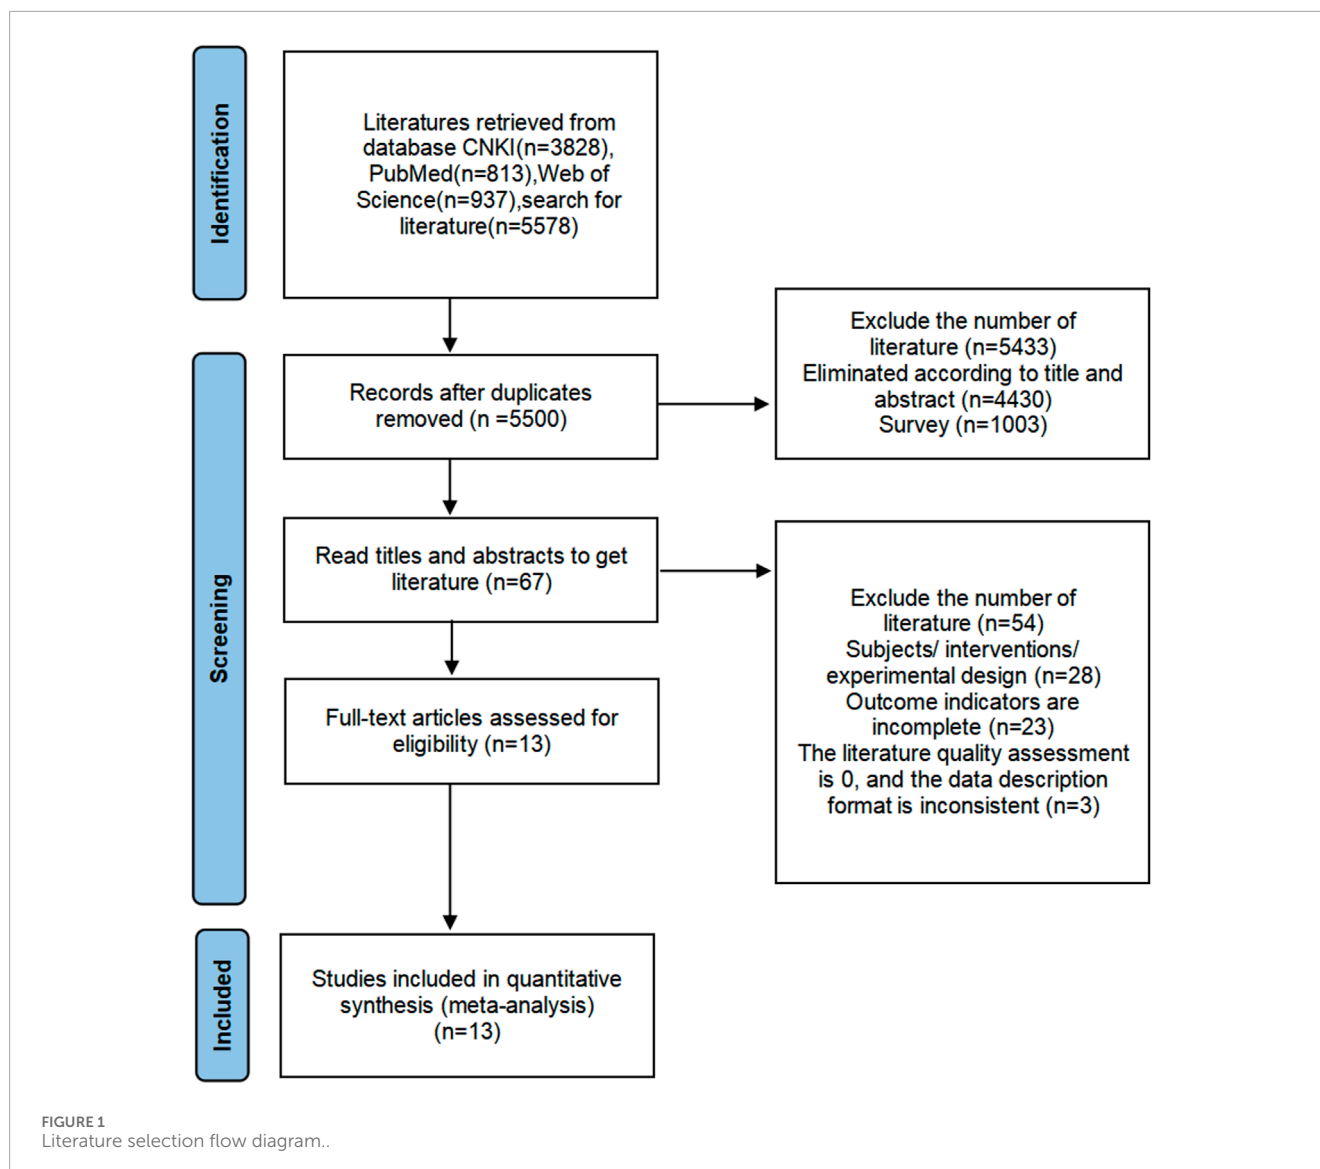 Identification
Literatures retrieved from
database CNKI(n=3828),
PubMed(n=813),Web of
Science(n=937),search for
literature(n=5578)
Screening
Records after duplicates
removed (n =5500)
Exclude the number of
literature (n=5433)
Eliminated according to title and
abstract (n=4430)
Survey (n=1003)
Read titles and abstracts to get
literature (n=67)
Exclude the number of
literature (n=54)
Subjects/ interventions/
experimental design (n=28)
Outcome indicators are
incomplete (n=23)
The literature quality assessment
is 0, and the data description
format is inconsistent (n=3)
Full-text articles assessed for
eligibility (n=13)
Included
Studies included in quantitative
synthesis (meta-analysis)
(n=13)
FIGURE 1
Literature selection flow diagram..